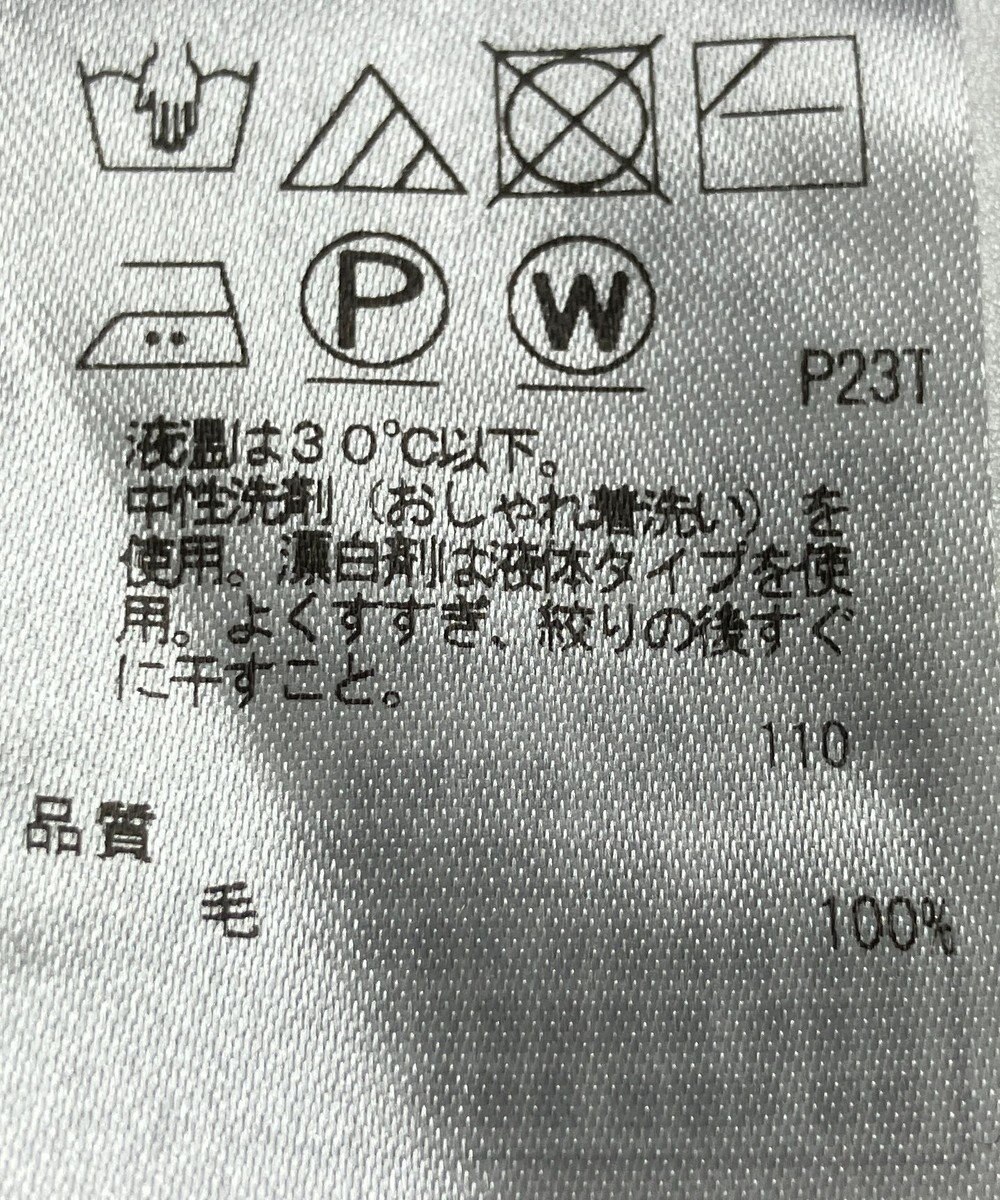 P
W
P23T
液温は30℃以下。
中性洗剤（おしゃれ着洗い）を
使用。漂白剤は液体タイプを使
用。よくすすぎ、絞りの後すぐ
に干すこと。
110
品質
毛 100%